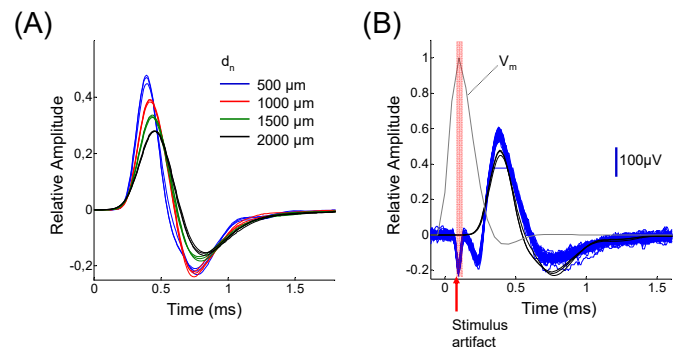 (A)
Relative Amplitude
0,4
0,2
0
-0,2
0
0.5
1
1.5
Time (ms)
dn
500 µm
1000 µm
1500 µm
2000 µm
(B)
Relative Amplitude
1
0.8
0.6
0.4
0.2
0
-0.2
0
0.5
1
1.5
Time (ms)
Vm
100µV
Stimulus
artifact